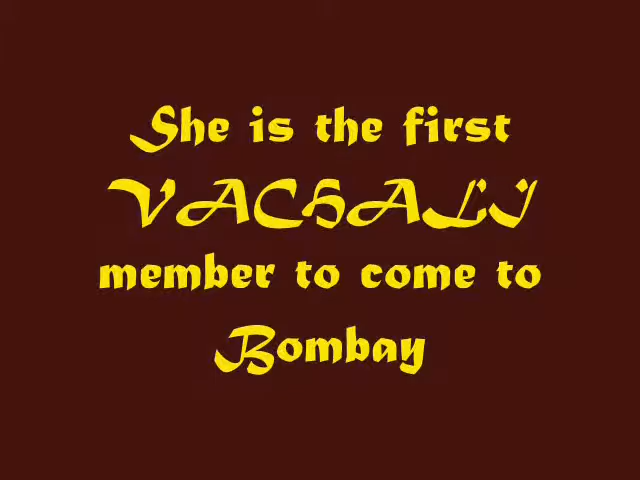 She is the first
VACHALI
member to come to
Bombay